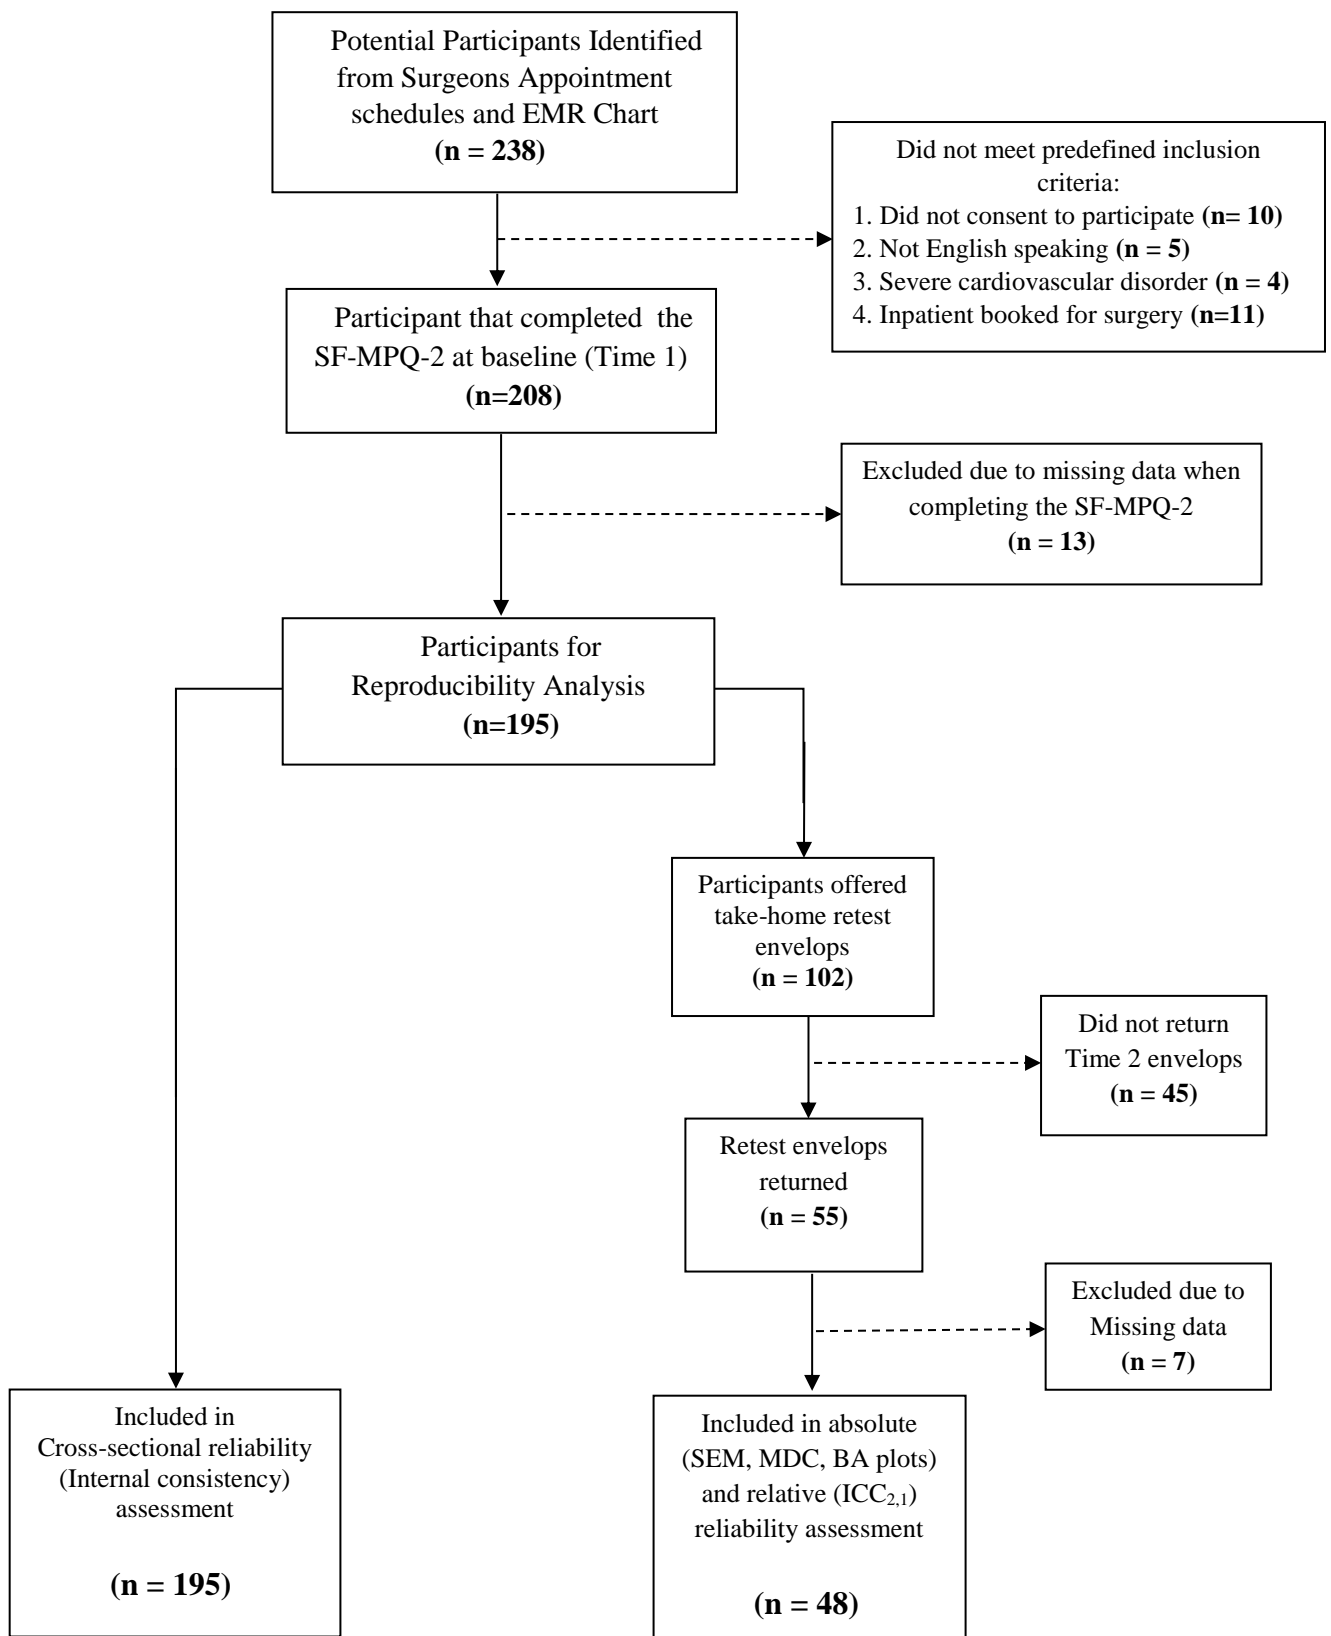 Potential Participants Identified
from Surgeons Appointment
schedules and EMR Chart
(n = 238)
Did not meet predefined inclusion
criteria:
1. Did not consent to participate (n= 10)
2. Not English speaking (n = 5)
3. Severe cardiovascular disorder (n = 4)
4. Inpatient booked for surgery (n=11)
Participant that completed the
SF-MPQ-2 at baseline (Time 1)
(n=208)
Excluded due to missing data when
completing the SF-MPQ-2
(n = 13)
Participants for
Reproducibility Analysis
(n=195)
Participants offered
take-home retest
envelops
(n = 102)
Did not return
Time 2 envelops
(n = 45)
Retest envelops
returned
(n = 55)
Excluded due to
Missing data
(n = 7)
Included in
Cross-sectional reliability
(Internal consistency)
assessment
(n = 195)
Included in absolute
(SEM, MDC, BA plots)
and relative (ICC2,1)
reliability assessment
(n = 48)